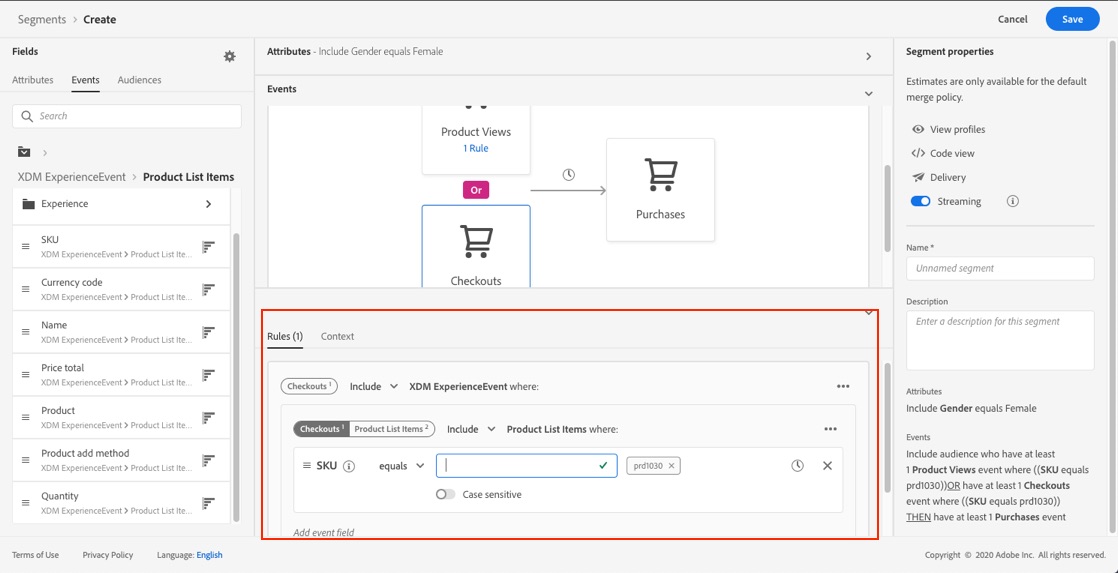 Segments > Create
Cancel
Save
Fields
Attributes
Events
Audiences
Search
XDM ExperienceEvent > Product List Items
Experience
SKU
XDM ExperienceEvent > Product List Ite...
Currency code
XDM ExperienceEvent > Product List Ite...
Name
XDM ExperienceEvent > Product List Ite...
Price total
XDM ExperienceEvent > Product List Ite...
Product
XDM ExperienceEvent > Product List Ite...
Product add method
XDM ExperienceEvent > Product List Ite...
Quantity
XDM ExperienceEvent > Product List Ite...
Attributes - Include Gender equals Female
Events
Product Views
1 Rule
Or
Checkouts
Purchases
Rules (1)
Context
Checkouts 1
Include
XDM ExperienceEvent where:
Checkouts 1
Product List Items 2
Include
Product List Items where:
SKU
equals
prd1030
Case sensitive
Add event field
Segment properties
Estimates are only available for the default
merge policy.
View profiles
Code view
Delivery
Streaming
Name *
Unnamed segment
Description
Enter a description for this segment
Attributes
Include Gender equals Female
Events
Include audience who have at least
1 Product Views event where ((SKU equals
prd1030))OR have at least 1 Checkouts
event where ((SKU equals prd1030))
THEN have at least 1 Purchases event
Terms of Use
Privacy Policy
Language: English
Copyright © 2020 Adobe Inc. All rights reserved.